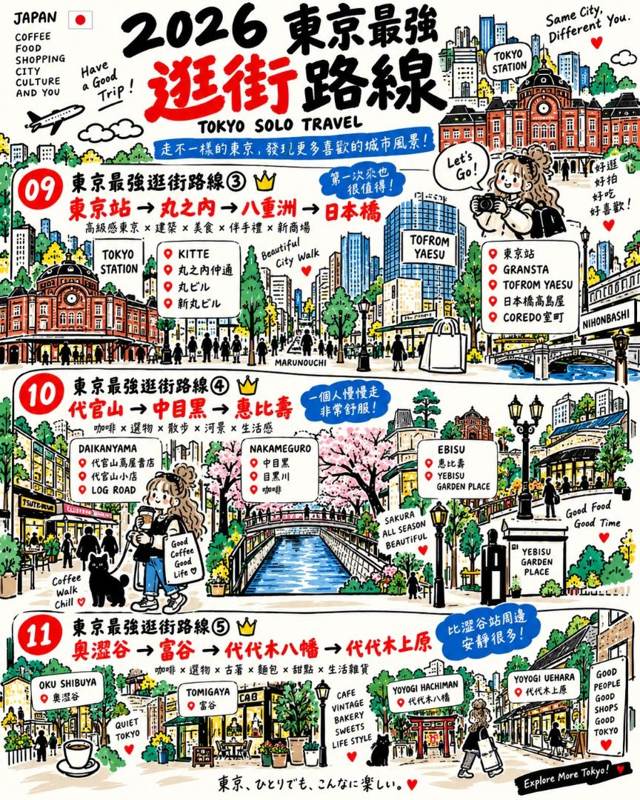 JAPAN
COFFEE
FOOD
SHOPPING
CITY
CULTURE
AND YOU
Have
a Good
Trip!
2026 東京最強
逛街路線
TOKYO SOLO TRAVEL
走不一樣的東京,發現更多喜歡的城市風景!
TOKYO
STATION
Same City,
Different You.
Let's
Go!
好逛
好拍
好吃
好喜歡!
09 東京最強逛街路線③
東京站→丸之內→八重洲→日本橋
高級感東京×建築×美食×伴手禮×新商場
第一次來也
很值得!
TOKYO
STATION
KITTE
丸之內仲通
丸ビル
新丸ビル
Beautiful
City Walk
MARUNOUCHI
TOFROM
YAESU
東京站
GRANSTA
TOFROM YAESU
日本橋高島屋
COREDO室町
NIHONBASHI
10 東京最強逛街路線④
代官山→中目黑→惠比壽
咖啡×選物×散步×河景×生活感
一個人慢慢走
非常舒服!
DAIKANYAMA
代官山蔦屋書店
代官山小店
LOG ROAD
Good
Coffee
Good
Life
Coffee
Walk
Chill
NAKAMEGURO
中目黑
目黑川
咖啡
SAKURA
ALL SEASON
BEAUTIFUL
EBISU
惠比壽
YEBISU
GARDEN PLACE
Good Food
Good Time
YEBISU
GARDEN
PLACE
11 東京最強逛街路線⑤
奧澀谷→富谷→代代木八幡→代代木上原
咖啡×選物×古著×麵包×甜點×生活雜貨
比澀谷站周邊
安靜很多!
OKU SHIBUYA
奧澀谷
QUIET
TOKYO
TOMIGAYA
富谷
CAFE
VINTAGE
BAKERY
SWEETS
LIFE STYLE
YOYOGI HACHIMAN
代代木八幡
YOYOGI UEHARA
代代木上原
GOOD
PEOPLE
GOOD
SHOPS
GOOD
TOKYO
東京、ひとりでも、こんなに楽しい。
Explore More Tokyo!